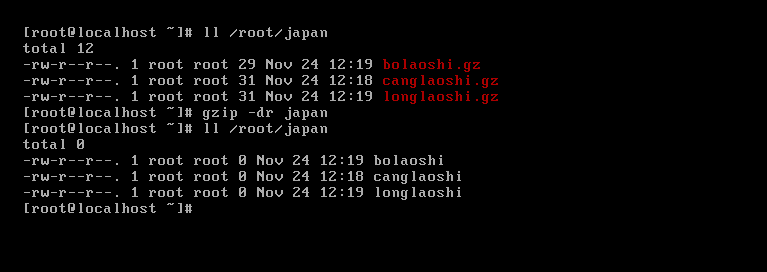 [root@localhost ~]# ll /root/japan
total 12
-rw-r--r--. 1 root root 29 Nov 24 12:19 bolaoshi.gz
-rw-r--r--. 1 root root 31 Nov 24 12:18 canglaoshi.gz
-rw-r--r--. 1 root root 31 Nov 24 12:19 longlaoshi.gz
[root@localhost ~]# gzip -dr japan
[root@localhost ~]# ll /root/japan
total 0
-rw-r--r--. 1 root root 0 Nov 24 12:19 bolaoshi
-rw-r--r--. 1 root root 0 Nov 24 12:18 canglaoshi
-rw-r--r--. 1 root root 0 Nov 24 12:19 longlaoshi
[root@localhost ~]#